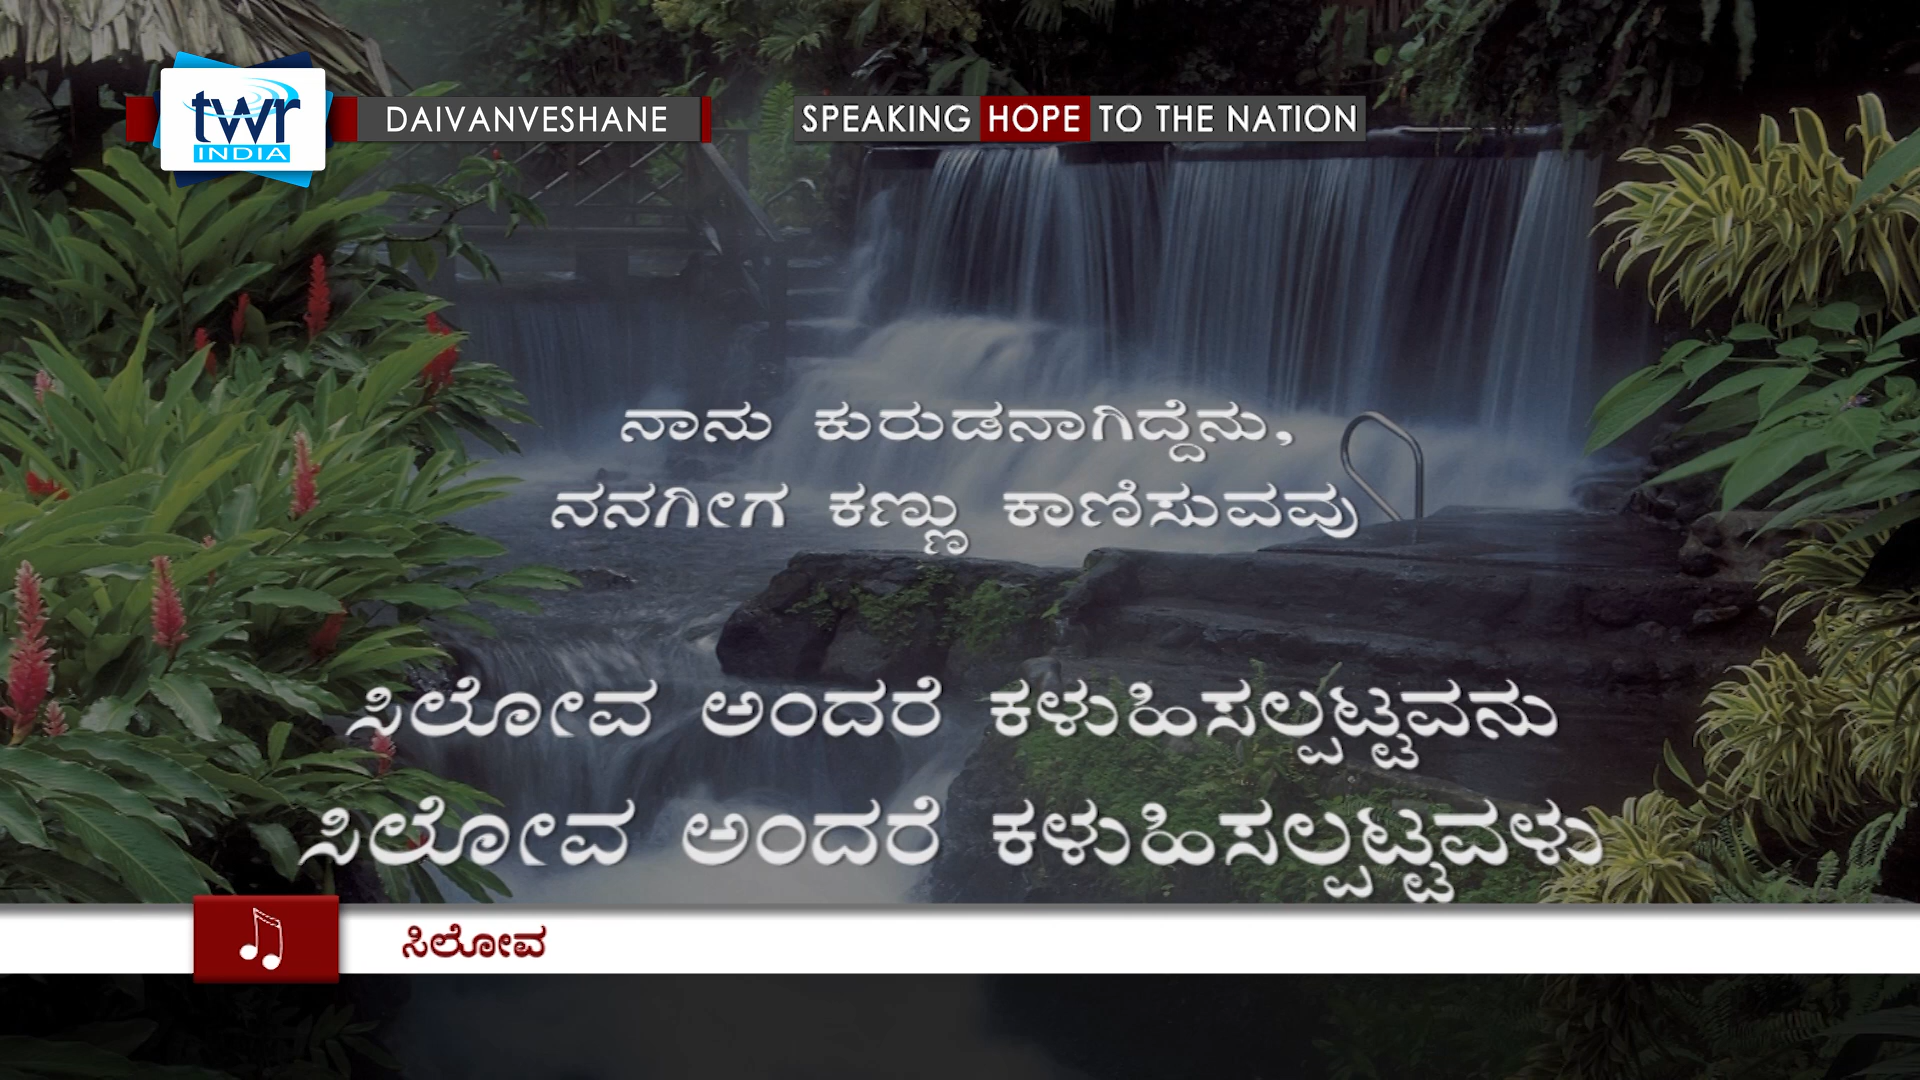 twr
INDIA
DAIVANVESHANE
SPEAKING HOPE TO THE NATION
ನಾನು ಕುರುಡನಾಗಿದ್ದೆನು,
ನನಗೀಗ ಕಣ್ಣು ಕಾಣಿಸುವವು
ಸಿಲೋವ ಅಂದರೆ ಕಳುಹಿಸಲ್ಪಟ್ಟವನು
ಸಿಲೋವ ಅಂದರೆ ಕಳುಹಿಸಲ್ಪಟ್ಟವಳು
ಸಿಲೋವ